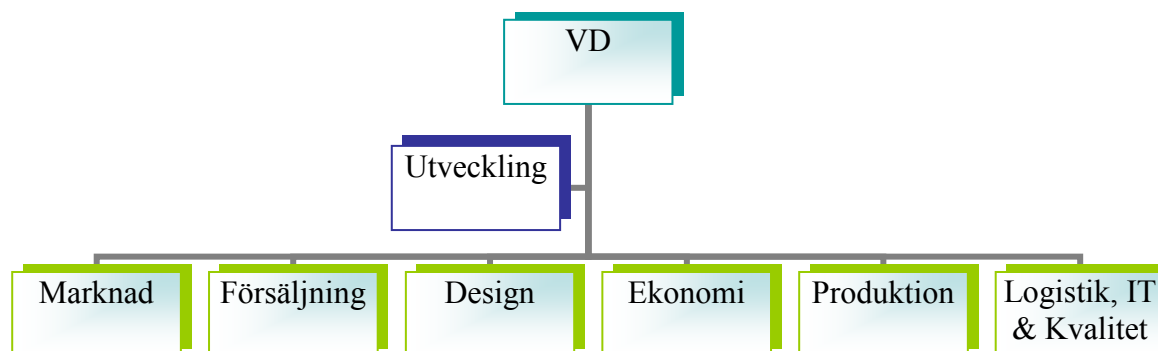 VD
Utveckling
Marknad
Försäljning
Design
Ekonomi
Produktion
Logistik, IT
& Kvalitet